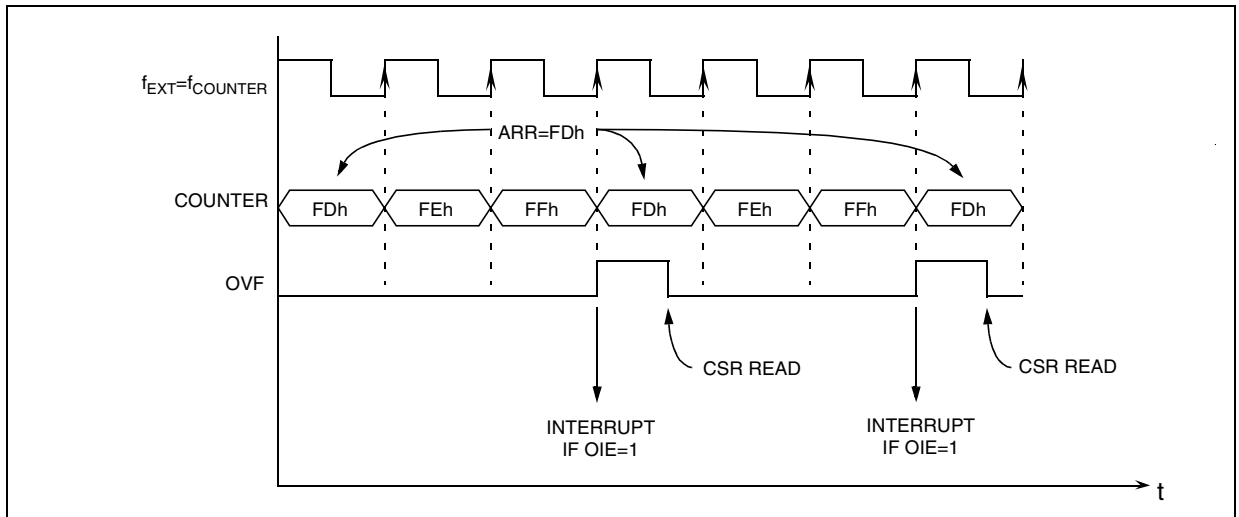 fEXT=fCOUNTER
ARR=FDh
COUNTER
FDh
FEh
FFh
FDh
FEh
FFh
FDh
OVF
CSR READ
CSR READ
INTERRUPT
IF OIE=1
INTERRUPT
IF OIE=1
t